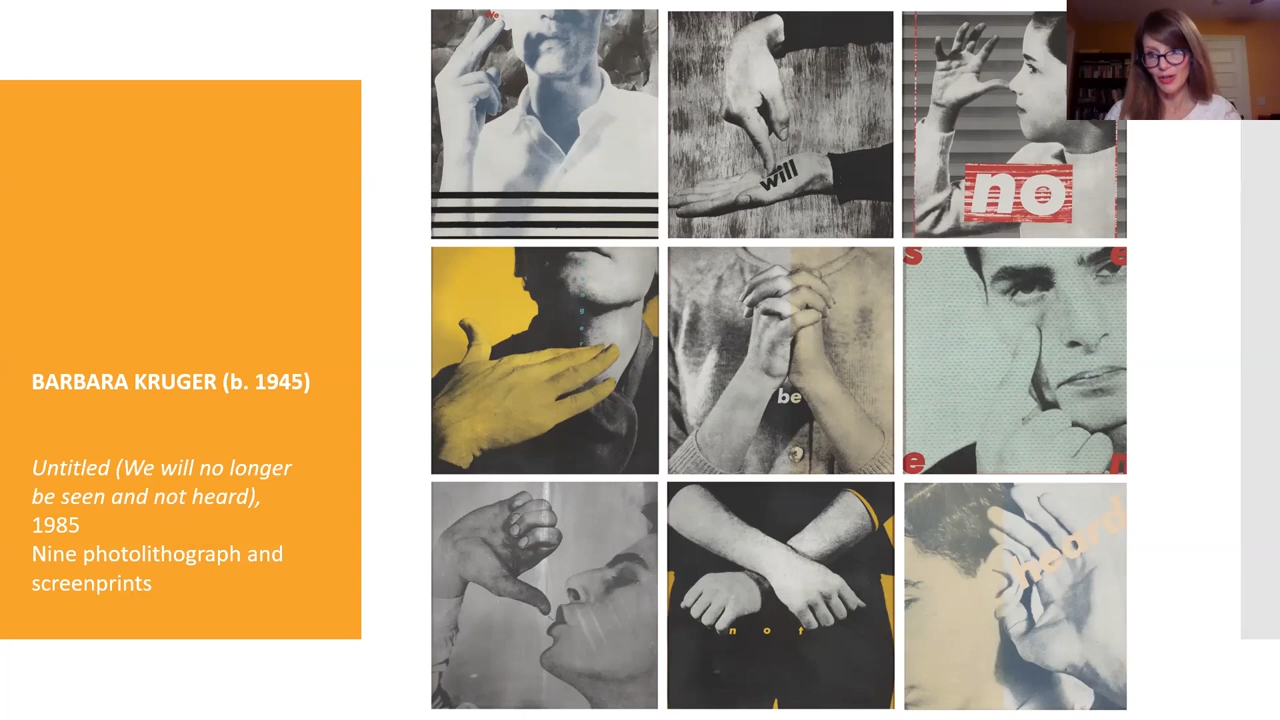 We
will
no
BARBARA KRUGER (b. 1945)
Untitled (We will no longer
be seen and not heard),
1985
Nine photolithograph and
screenprints
g
e
r
be
s e
e n
n o t
heard